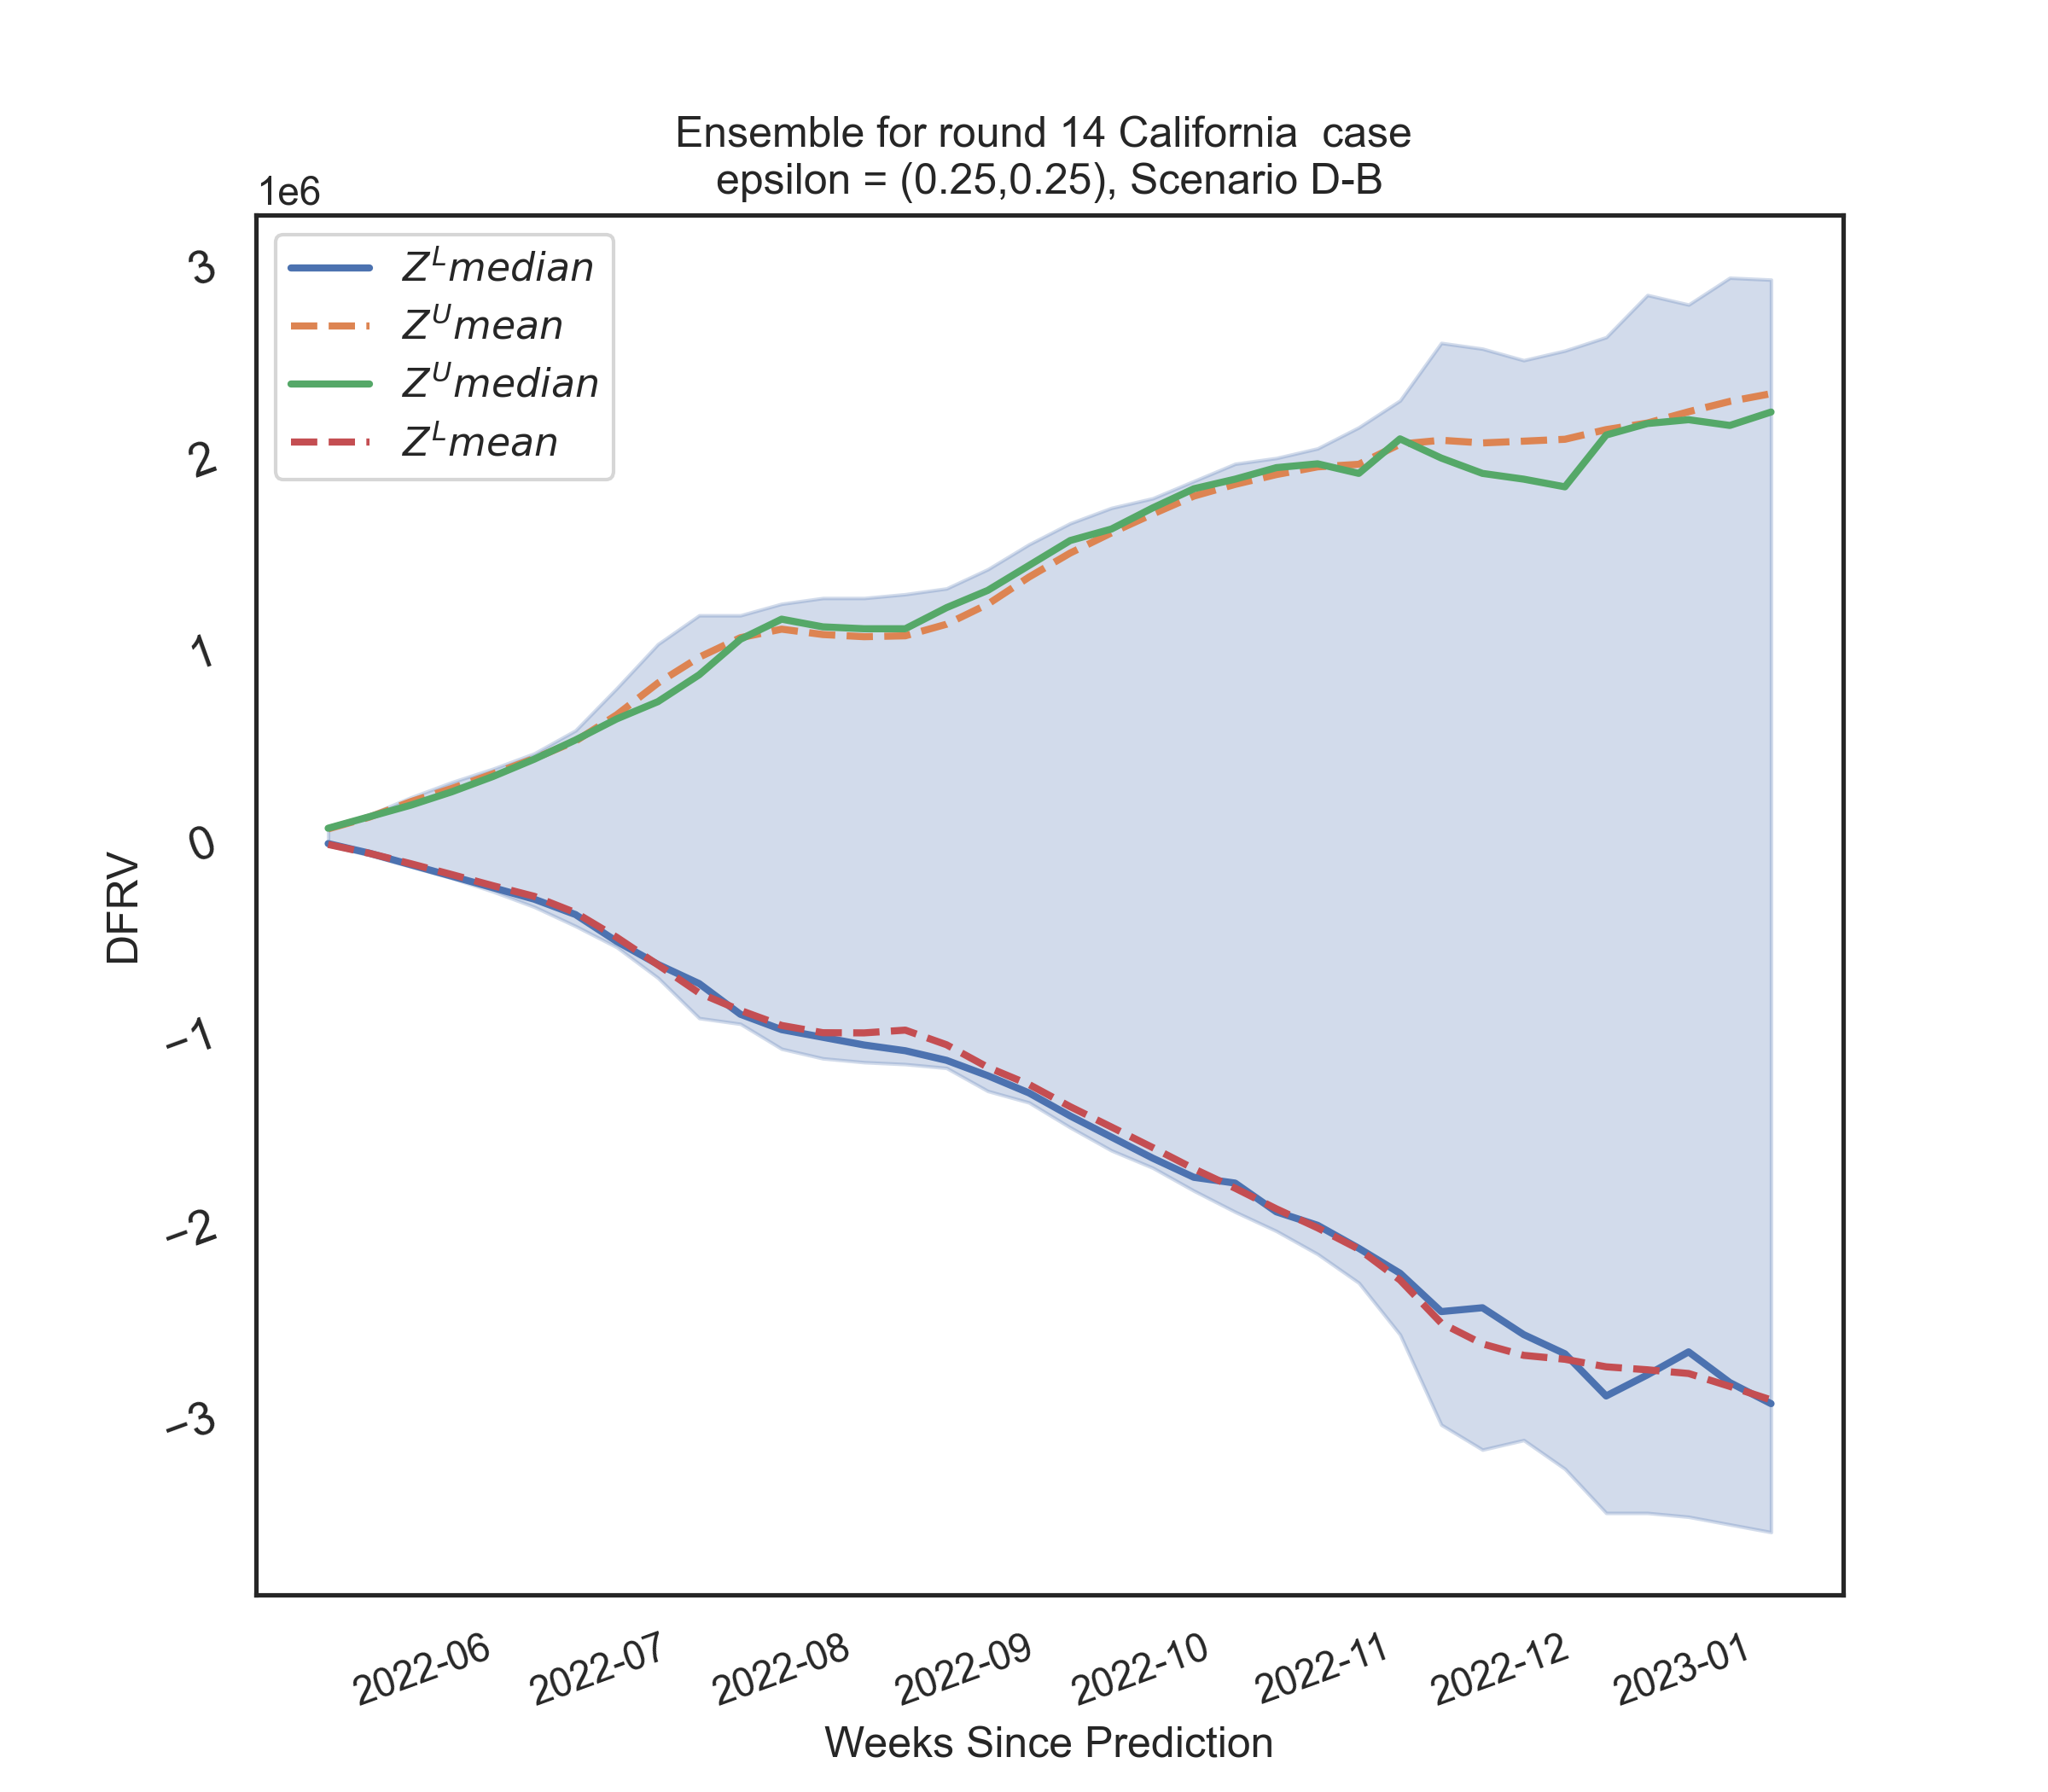 Ensemble for round 14 California  case
epsilon = (0.25,0.25), Scenario D-B
1e6
Z^L median
Z^U mean
Z^U median
Z^L mean
3
2
1
0
−1
−2
−3
DFRV
2022-06
2022-07
2022-08
2022-09
2022-10
2022-11
2022-12
2023-01
Weeks Since Prediction